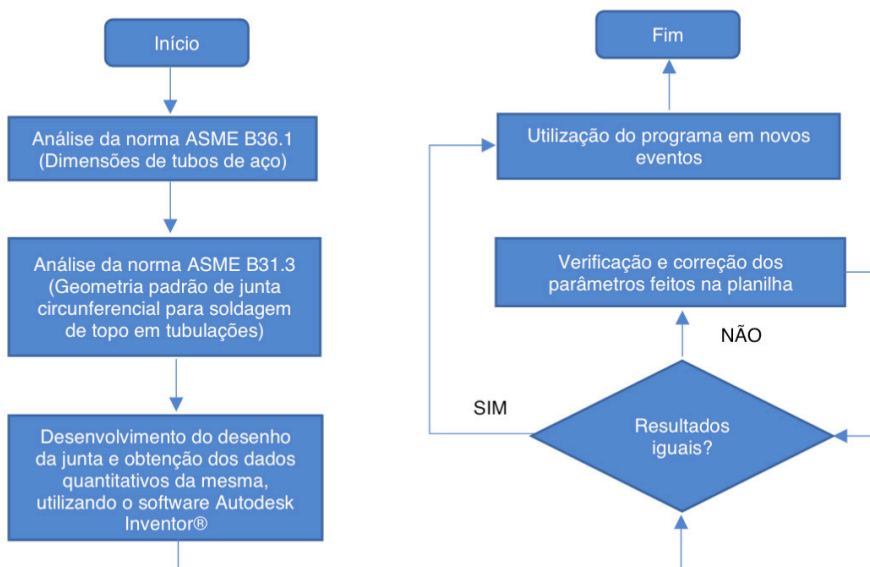 Início
Análise da norma ASME B36.1
(Dimensões de tubos de aço)
Análise da norma ASME B31.3
(Geometria padrão de junta
circunferencial para soldagem
de topo em tubulações)
Desenvolvimento do desenho
da junta e obtenção dos dados
quantitativos da mesma,
utilizando o software Autodesk
Inventor®
Fim
Utilização do programa em novos
eventos
Verificação e correção dos
parâmetros feitos na planilha
NÃO
SIM
Resultados
iguais?